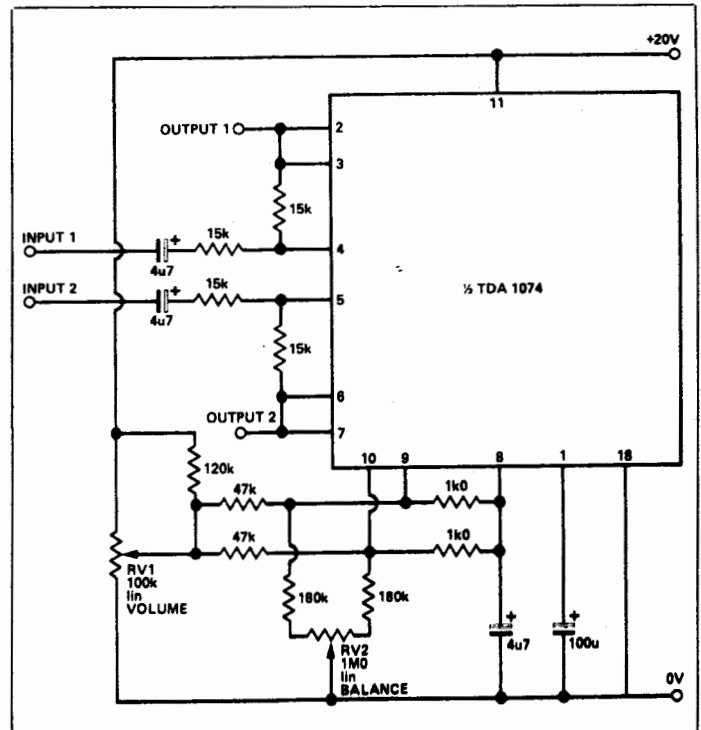 +20V
11
OUTPUT 1
2
3
15k
INPUT 1
15k
4
4u7
+
INPUT 2
15k
5
4u7
+
½ TDA 1074
15k
6
OUTPUT 2
7
10
9
8
1
18
120k
47k
1k0
47k
1k0
RV1
100k
lin
VOLUME
180k
180k
+
4u7
+
100u
RV2
1M0
lin
BALANCE
0V